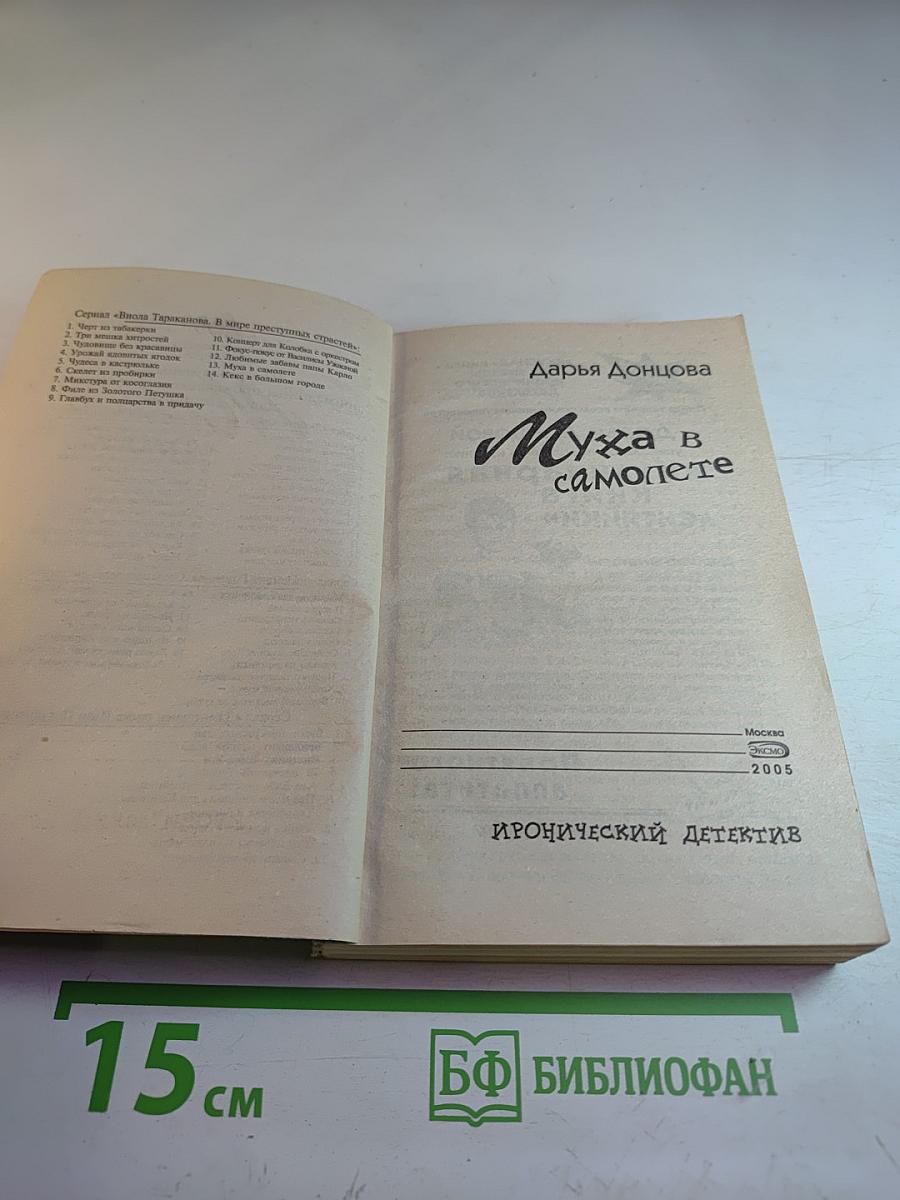 Сериал «Виола Тараканова. В мире преступных страстей»:
1. Черт из табакерки
2. Три мешка хитростей
3. Чудовище без красавицы
4. Урожай ядовитых ягодок
5. Чудеса в кастрюльке
6. Скелет из пробирки
7. Микстура от косоглазия
8. Филе из Золотого Петушка
9. Главбух и полцарства в придачу
10. Концерт для Колобка с оркестром
11. Фокус-покус от Василисы Ужасной
12. Любимые забавы папы Карло
13. Муха в самолете
14. Кекс в большом городе
Дарья Донцова
Муха в
самолете
Москва
ЭКСМО
2005
ИРОНИЧЕСКИЙ ДЕТЕКТИВ
15 см
БФ БИБЛИОФАН